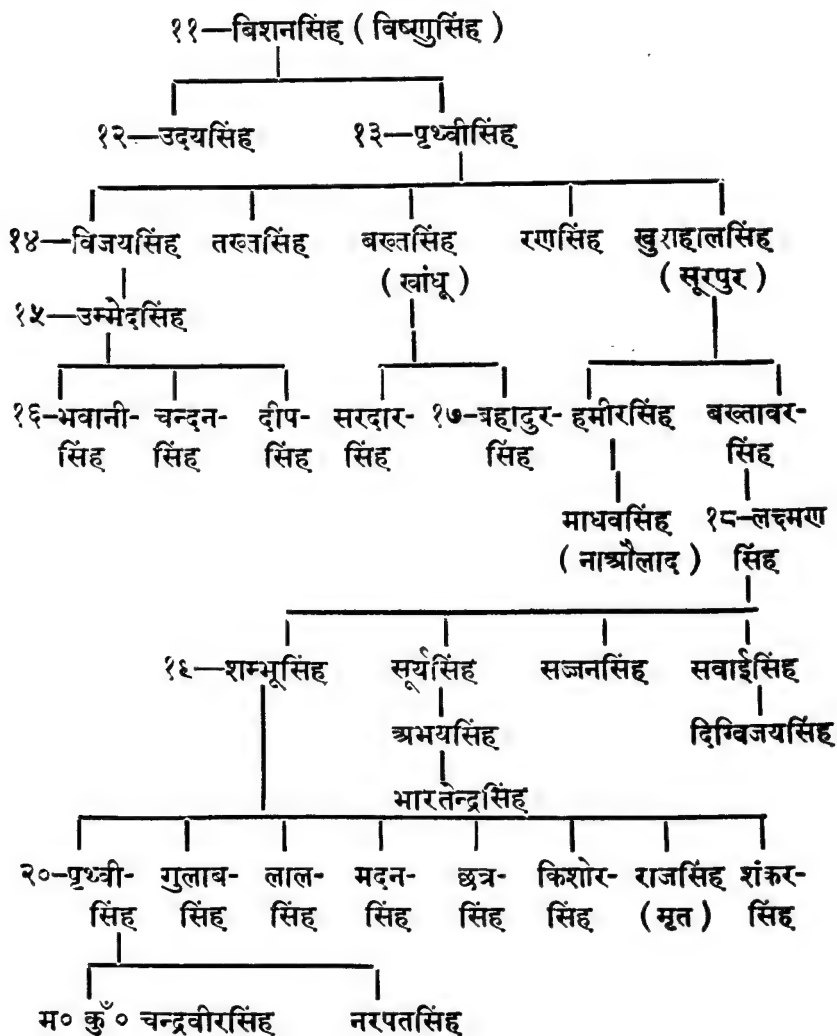 ११—बिशनसिंह ( विष्णुसिंह )
१२—उदयसिंह १३—पृथ्वीसिंह
१४—विजयसिंह तख्तसिंह बख्तसिंह रणसिंह खुशहालसिंह
( खांधू ) ( सूरपुर )
१५—उम्मेदसिंह
१६-भवानी- चन्दन- दीप- सरदार- १७-बहादुर- हमीरसिंह बख्तावर-
सिंह सिंह सिंह सिंह सिंह सिंह
माधवसिंह १८-लक्ष्मण
( नाऔलाद ) सिंह
१९—शम्भूसिंह सूर्यसिंह सज्जनसिंह सवाईसिंह
अभयसिंह दिग्विजयसिंह
भारतेन्द्रसिंह
२०-पृथ्वी- गुलाब- लाल- मदन- छत्र- किशोर- राजसिंह शंकर-
सिंह सिंह सिंह सिंह सिंह सिंह (मृत) सिंह
म० कुँ० चन्द्रवीरसिंह नरपतसिंह